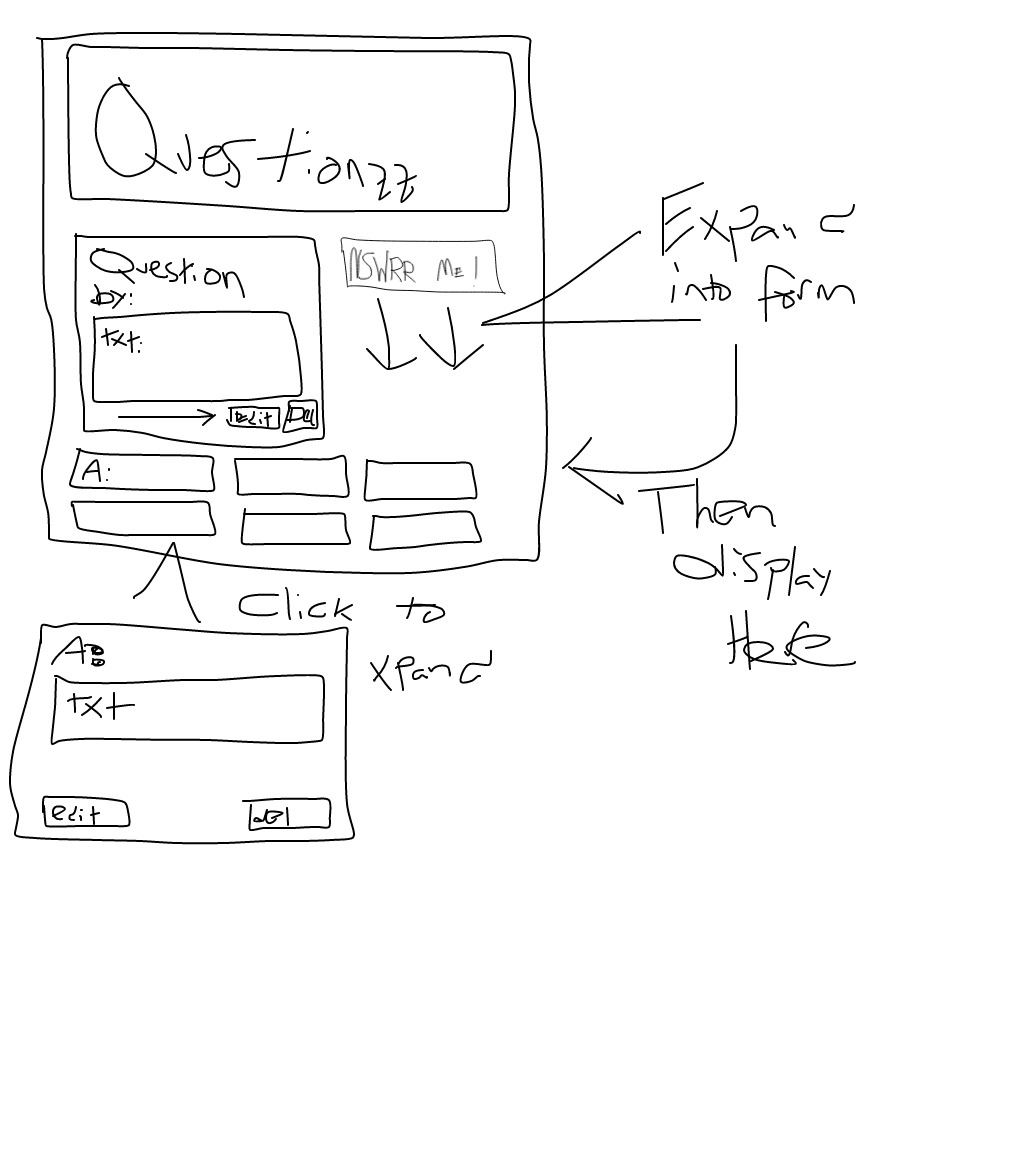 Questionzz
Question
by:
txt:
Edit
Del
NSWRR ME!
Expand
into form
Then
display
Here
A:
Click to
xpand
A:
txt
edit
del